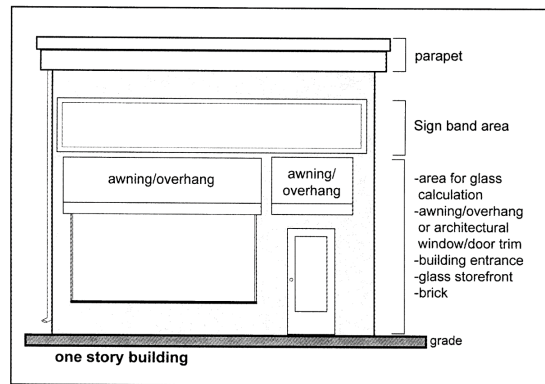 parapet
Sign band area
awning/overhang
awning/
overhang
-area for glass
calculation
-awning/overhang
or architectural
window/door trim
-building entrance
-glass storefront
-brick
grade
one story building